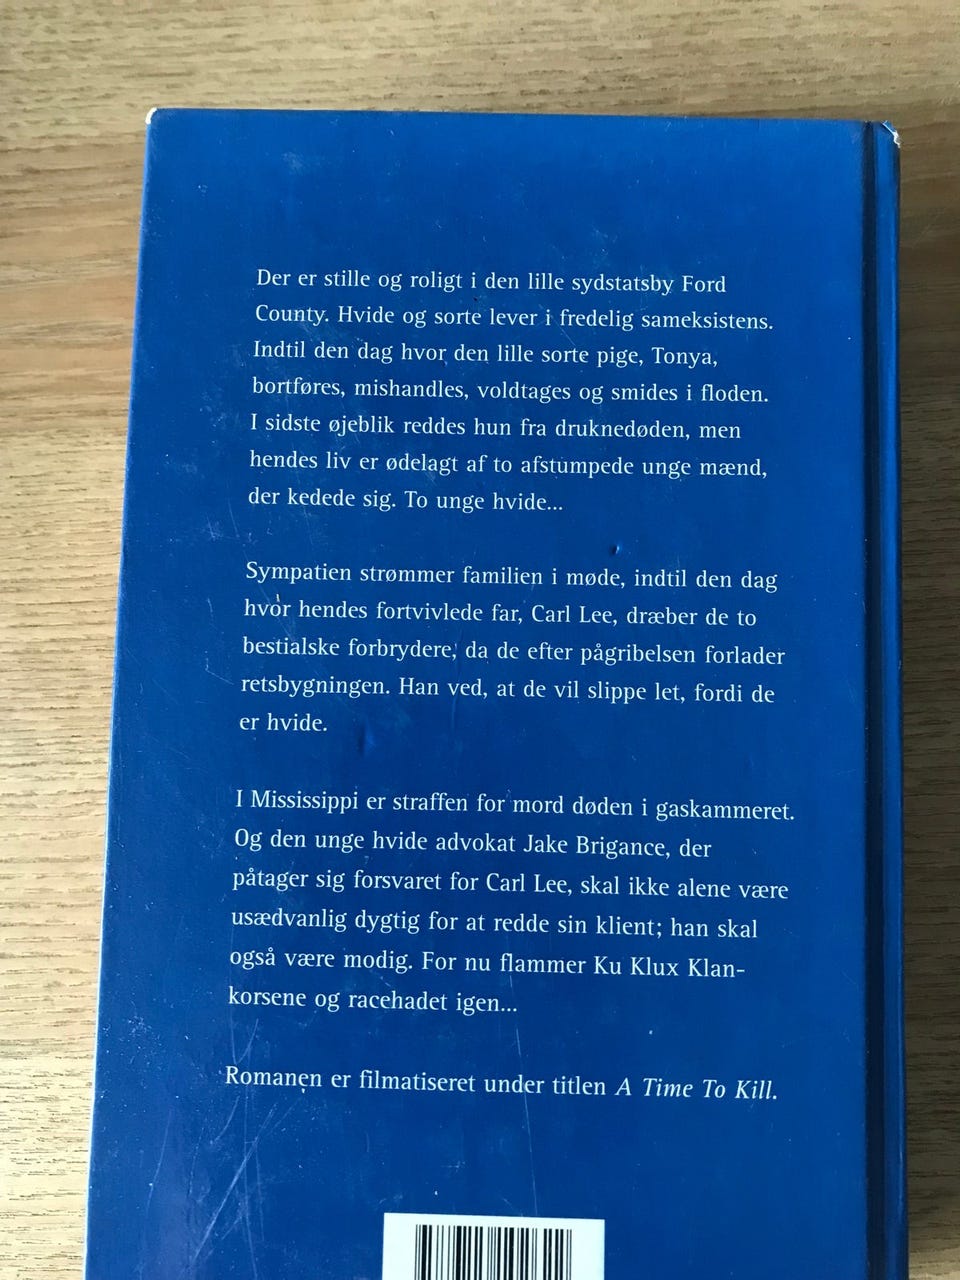 Der er stille og roligt i den lille sydstatsby Ford
County. Hvide og sorte lever i fredelig sameksistens.
Indtil den dag hvor den lille sorte pige, Tonya,
bortføres, mishandles, voldtages og smides i floden.
I sidste øjeblik reddes hun fra druknedøden, men
hendes liv er ødelagt af to afstumpede unge mænd,
der kedede sig. To unge hvide...
Sympatien strømmer familien i møde, indtil den dag
hvor hendes fortvivlede far, Carl Lee, dræber de to
bestialske forbrydere, da de efter pågribelsen forlader
retsbygningen. Han ved, at de vil slippe let, fordi de
er hvide.
I Mississippi er straffen for mord døden i gaskammeret.
Og den unge hvide advokat Jake Brigance, der
påtager sig forsvaret for Carl Lee, skal ikke alene være
usædvanlig dygtig for at redde sin klient; han skal
også være modig. For nu flammer Ku Klux Klan-
korsene og racehadet igen...
Romanen er filmatiseret under titlen A Time To Kill.